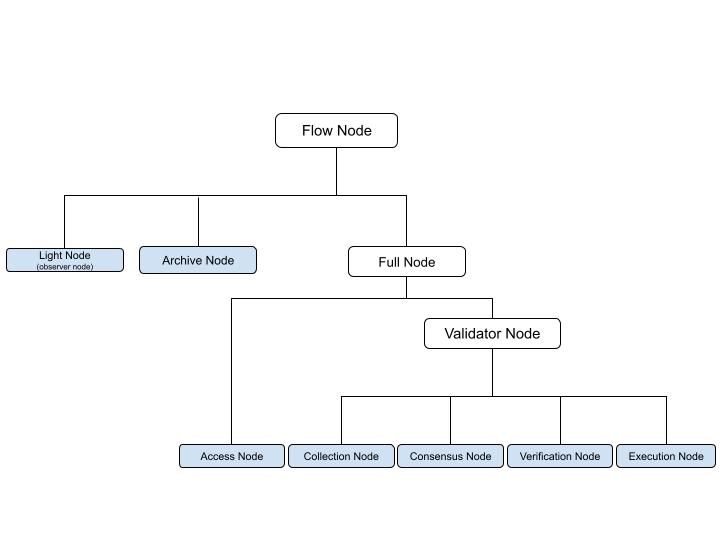 Flow Node
Light Node
(observer node)
Archive Node
Full Node
Validator Node
Access Node
Collection Node
Consensus Node
Verification Node
Execution Node